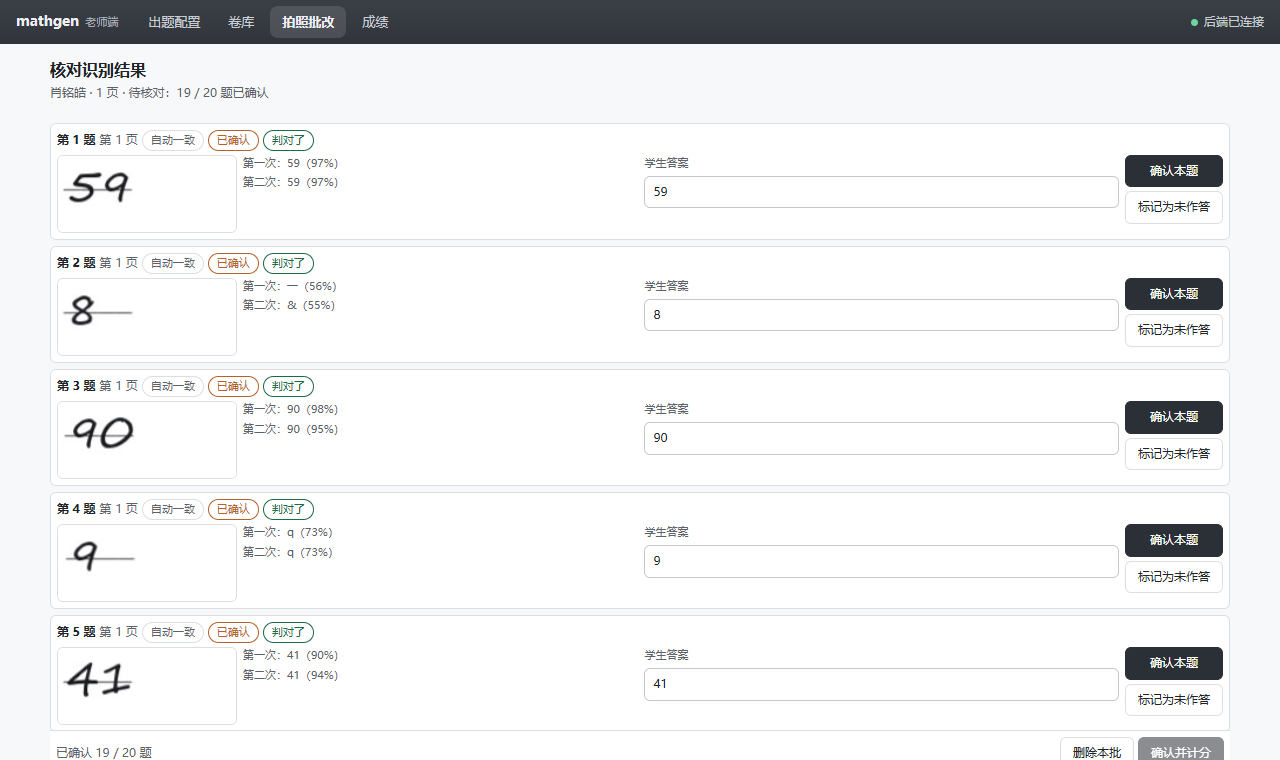 mathgen 老师端 出题配置 卷库 拍照批改 成绩 后端已连接
核对识别结果
肖铭皓 · 1 页 · 待核对：19 / 20 题已确认
第 1 题 第 1 页 自动一致 已确认 判对了
59
第一次：59（97%）
第二次：59（97%）
学生答案
59
确认本题
标记为未作答
第 2 题 第 1 页 自动一致 已确认 判对了
8
第一次：一（56%）
第二次：&（55%）
学生答案
8
确认本题
标记为未作答
第 3 题 第 1 页 自动一致 已确认 判对了
90
第一次：90（98%）
第二次：90（95%）
学生答案
90
确认本题
标记为未作答
第 4 题 第 1 页 自动一致 已确认 判对了
9
第一次：q（73%）
第二次：q（73%）
学生答案
9
确认本题
标记为未作答
第 5 题 第 1 页 自动一致 已确认 判对了
41
第一次：41（90%）
第二次：41（94%）
学生答案
41
确认本题
标记为未作答
已确认 19 / 20 题 删除本批 确认并计分